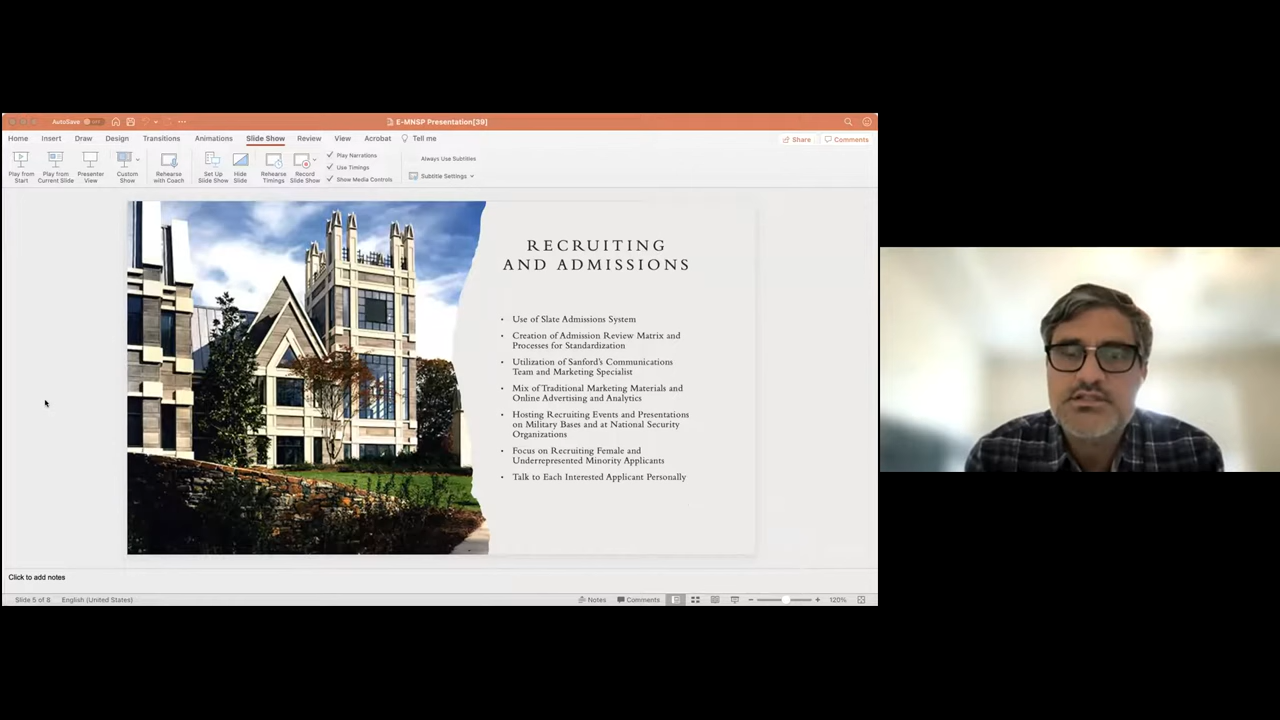 AutoSave OFF
E-MNSP Presentation[39]
Home Insert Draw Design Transitions Animations Slide Show Review View Acrobat Tell me
Share Comments
Play from Start
Play from Current Slide
Presenter View
Custom Show
Rehearse with Coach
Set Up Slide Show
Hide Slide
Rehearse Timings
Record Slide Show
Play Narrations
Use Timings
Show Media Controls
Always Use Subtitles
Subtitle Settings
RECRUITING
AND ADMISSIONS
• Use of Slate Admissions System
• Creation of Admission Review Matrix and
Processes for Standardization
• Utilization of Sanford's Communications
Team and Marketing Specialist
• Mix of Traditional Marketing Materials and
Online Advertising and Analytics
• Hosting Recruiting Events and Presentations
on Military Bases and at National Security
Organizations
• Focus on Recruiting Female and
Underrepresented Minority Applicants
• Talk to Each Interested Applicant Personally
Click to add notes
Slide 5 of 8 English (United States)
Notes Comments 120%